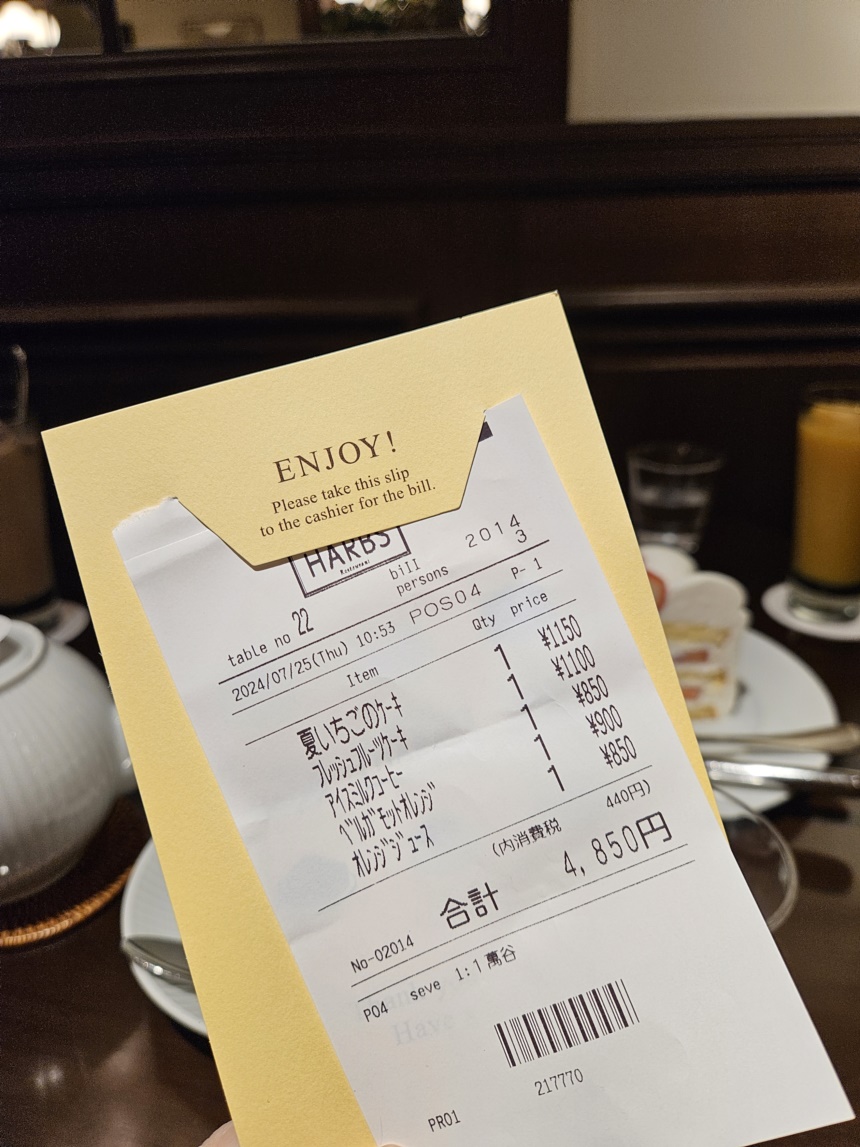 ENJOY!
Please take this slip
to the cashier for the bill.
HARBS
Restaurant
bill 2014
persons 3
table no 22
2024/07/25(Thu) 10:53 POS04 P- 1
Item Qty price
夏いちごのケーキ 1 ¥1150
フレッシュフルーツケーキ 1 ¥1100
アイスミルクコーヒー 1 ¥850
ベルガモットオレンジ 1 ¥900
オレンジジュース 1 ¥850
(内消費税 440円)
合計 4,850円
No-02014
P04 seve 1:1萬谷
217770
PR01